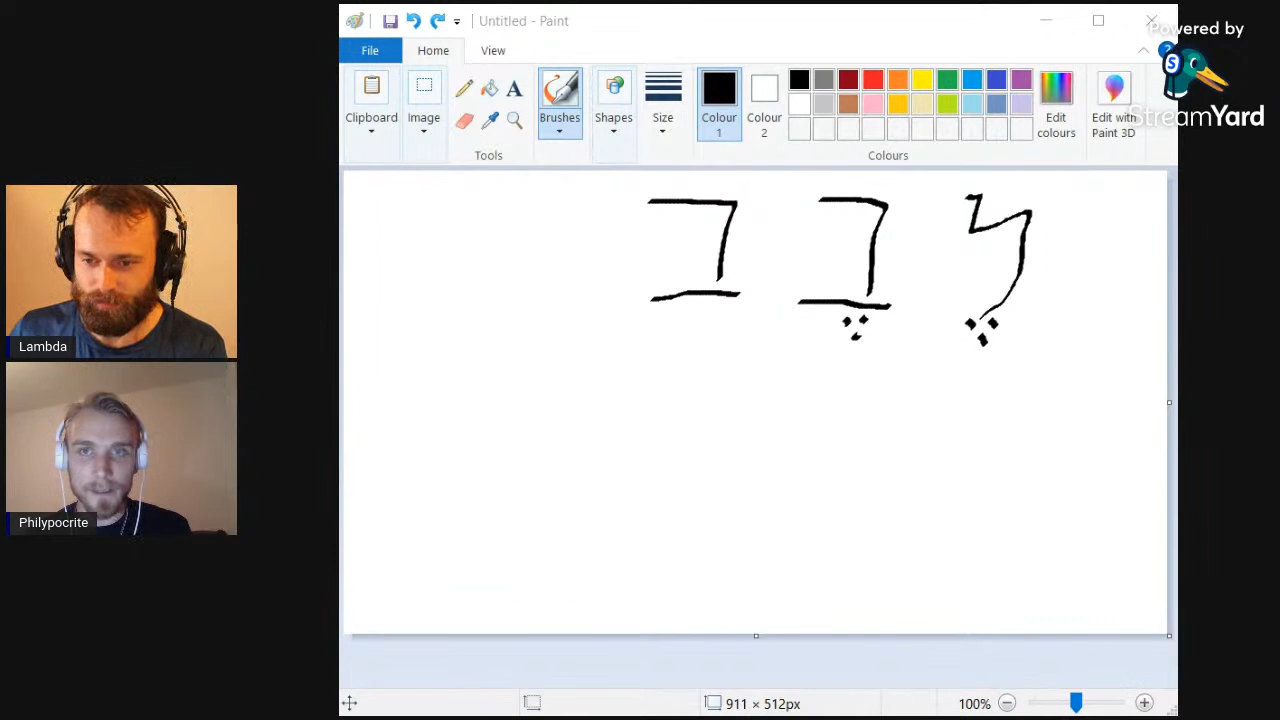 Untitled - Paint
File Home View
Clipboard Image Tools Brushes Shapes Size Colour 1 Colour 2 Colours Edit colours Edit with Paint 3D
Powered by
StreamYard
לֶבֶב
Lambda
Philypocrite
911 × 512px 100%